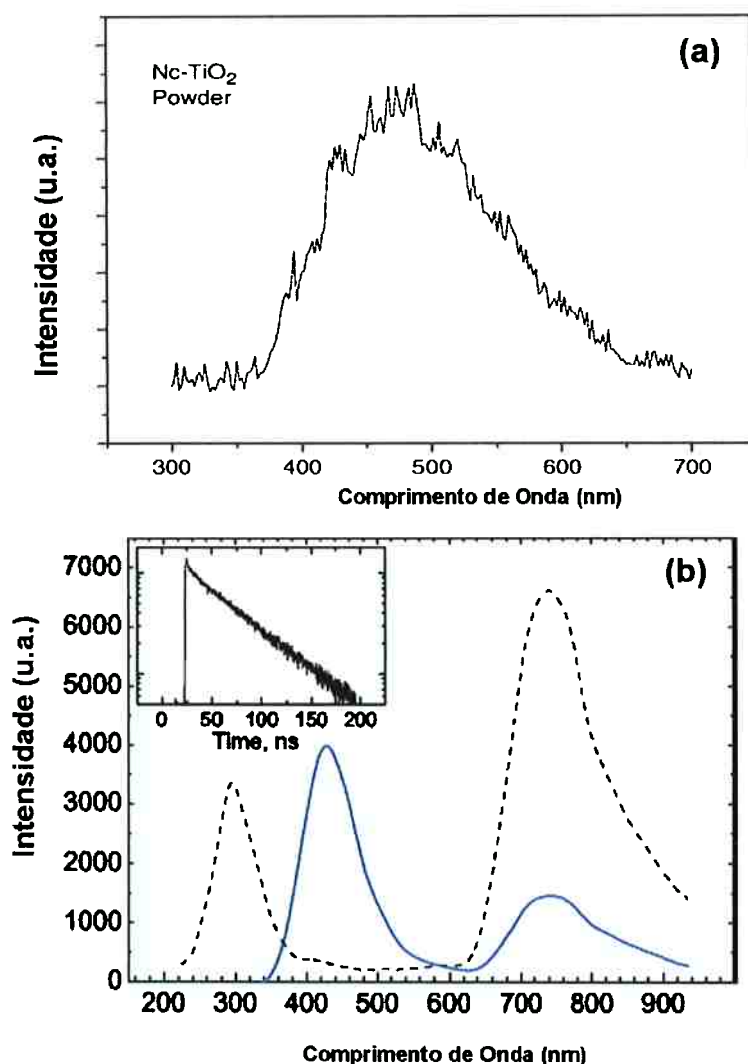 (a)
Nc-TiO₂
Powder
Intensidade (u.a.)
300 400 500 600 700
Comprimento de Onda (nm)
(b)
7000
6000
5000
4000
3000
2000
1000
0
Intensidade (u.a.)
0 50 100 150 200
Time, ns
200 300 400 500 600 700 800 900
Comprimento de Onda (nm)